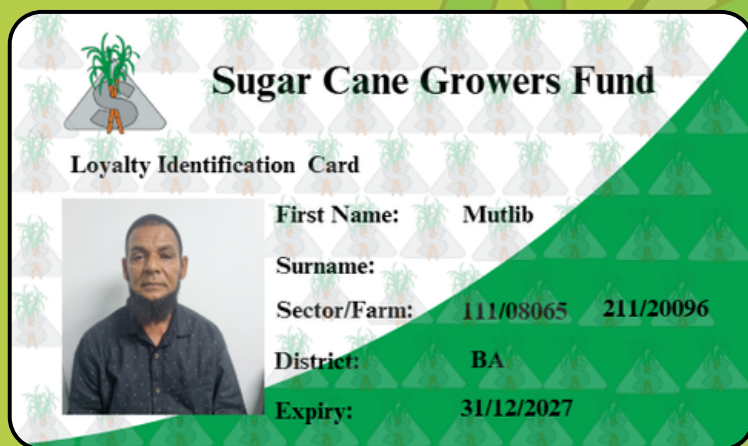 Sugar Cane Growers Fund
Loyalty Identification Card
First Name: Mutlib
Surname:
Sector/Farm: 111/08065 211/20096
District: BA
Expiry: 31/12/2027